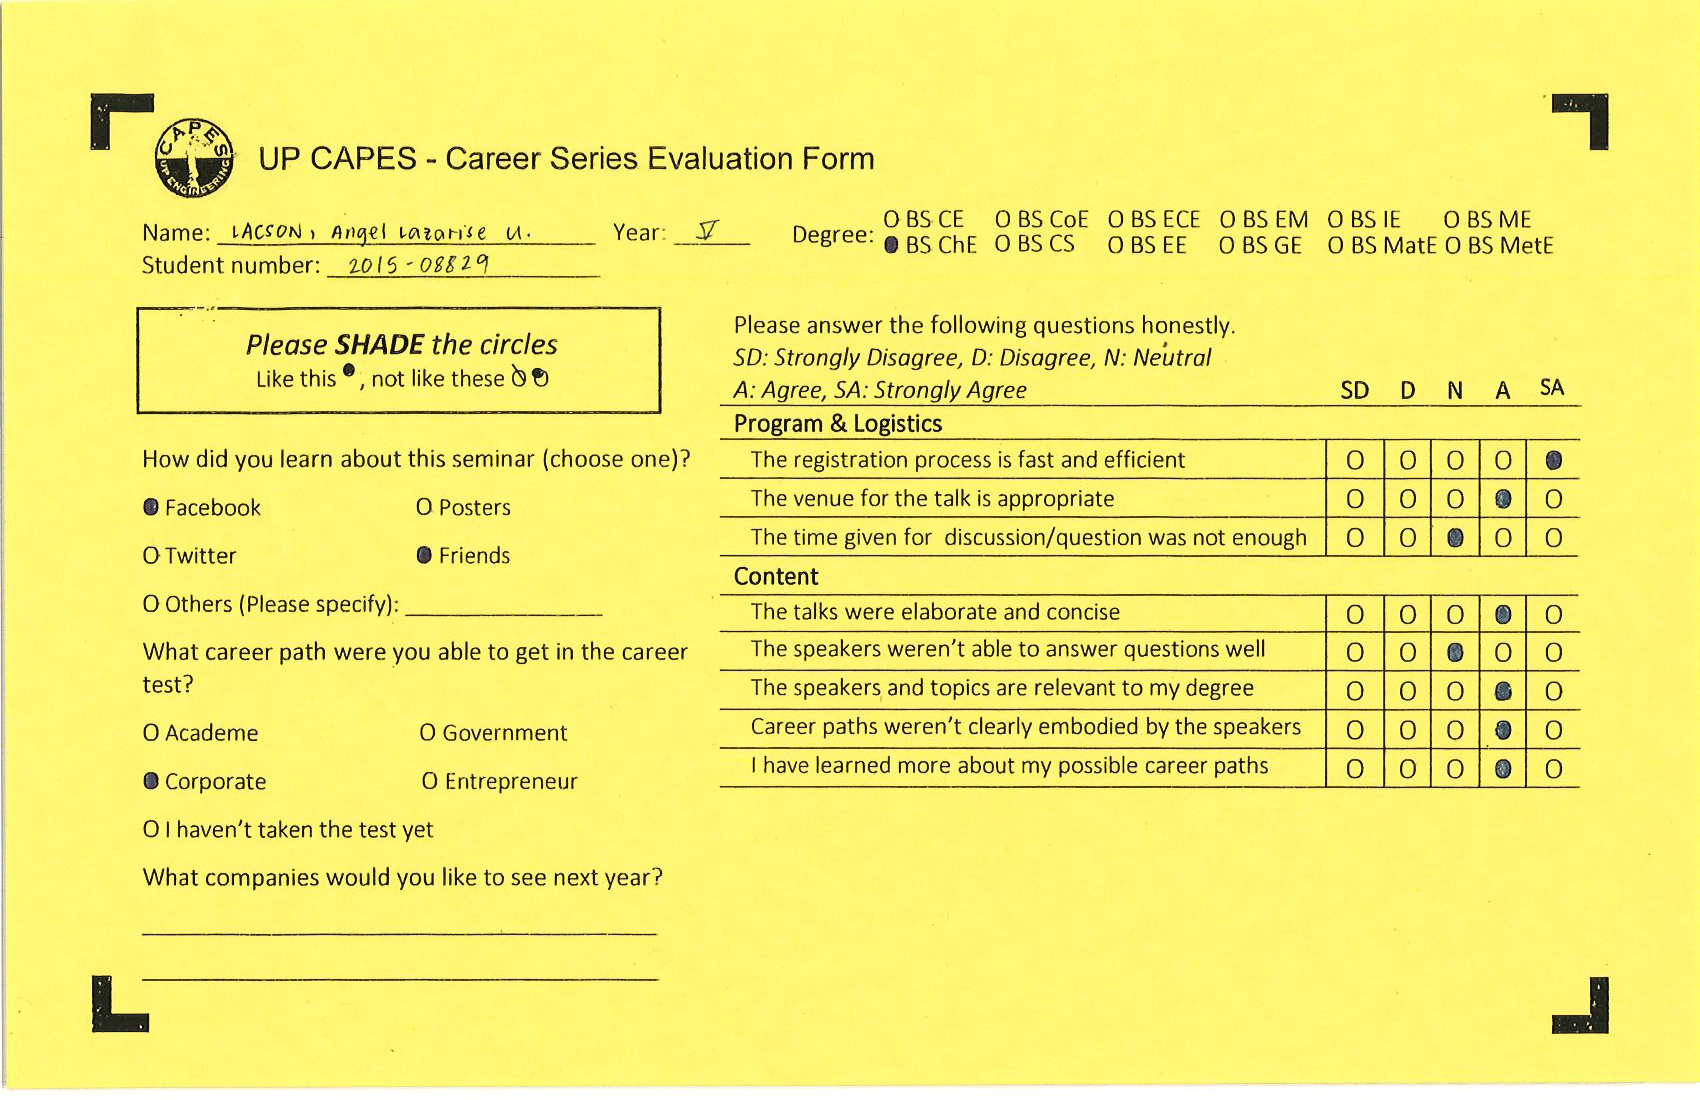 CAPES
UP ENGINEERING
UP CAPES - Career Series Evaluation Form
Name: LACSON, Angel Lazarise U. Year: V
Student number: 2015-08829
Degree: O BS CE O BS CoE O BS ECE O BS EM O BS IE O BS ME
● BS ChE O BS CS O BS EE O BS GE O BS MatE O BS MetE
Please SHADE the circles
Like this ●, not like these
How did you learn about this seminar (choose one)?
● Facebook O Posters
O Twitter ● Friends
O Others (Please specify):
What career path were you able to get in the career
test?
O Academe O Government
● Corporate O Entrepreneur
O I haven't taken the test yet
What companies would you like to see next year?
Please answer the following questions honestly.
SD: Strongly Disagree, D: Disagree, N: Neutral
A: Agree, SA: Strongly Agree SD D N A SA
Program & Logistics
The registration process is fast and efficient O O O O ●
The venue for the talk is appropriate O O O ● O
The time given for discussion/question was not enough O O ● O O
Content
The talks were elaborate and concise O O O ● O
The speakers weren't able to answer questions well O O ● O O
The speakers and topics are relevant to my degree O O O ● O
Career paths weren't clearly embodied by the speakers O O O ● O
I have learned more about my possible career paths O O O ● O